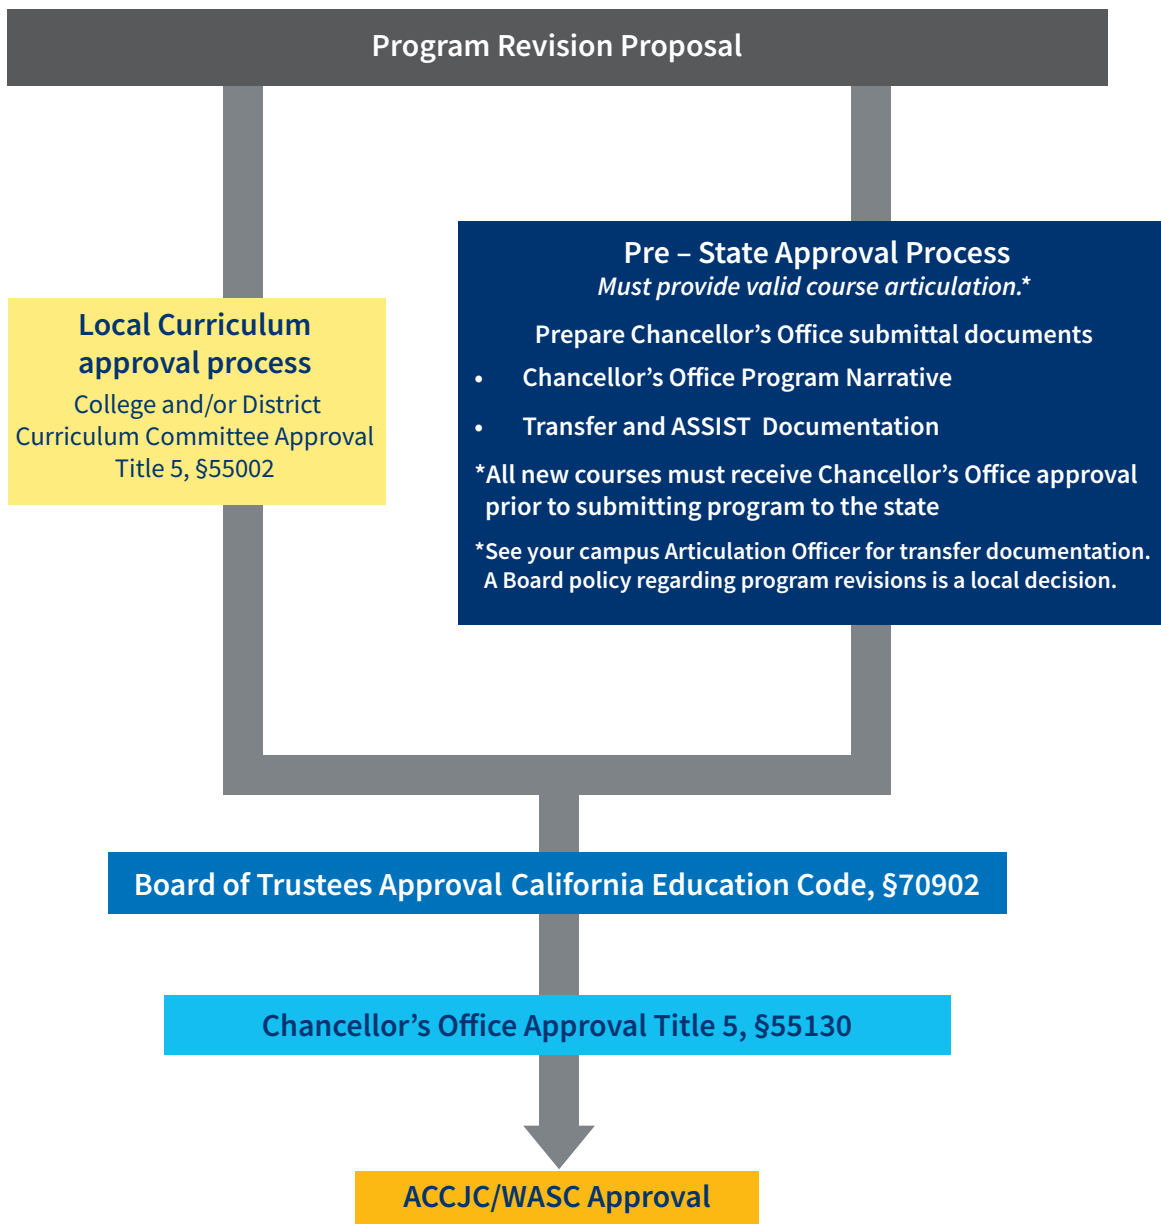 Program Revision Proposal
Local Curriculum
approval process
College and/or District
Curriculum Committee Approval
Title 5, §55002
Pre – State Approval Process
Must provide valid course articulation.*
Prepare Chancellor’s Office submittal documents
• Chancellor’s Office Program Narrative
• Transfer and ASSIST Documentation
*All new courses must receive Chancellor’s Office approval
prior to submitting program to the state
*See your campus Articulation Officer for transfer documentation.
A Board policy regarding program revisions is a local decision.
Board of Trustees Approval California Education Code, §70902
Chancellor’s Office Approval Title 5, §55130
ACCJC/WASC Approval